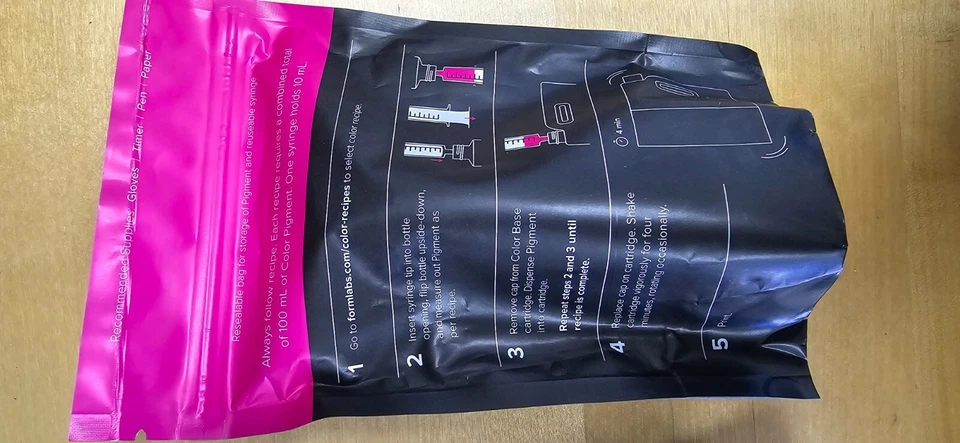 Recommended Supplies: Gloves | Timer | Pen | Paper
Resealable bag for storage of Pigment and reuseable syringe
Always follow recipe. Each recipe requires a combined total
of 100 mL of Color Pigment. One syringe holds 10 mL.
1
Go to formlabs.com/color-recipes to select color recipe.
2
Insert syringe tip into bottle
opening, flip bottle upside-down,
and measure out Pigment as
per recipe.
3
Remove cap from Color Base
cartridge. Dispense Pigment
into cartridge.
Repeat steps 2 and 3 until
recipe is complete.
4
Replace cap on cartridge. Shake
cartridge vigorously for four
minutes, rotating occasionally.
4 min
5